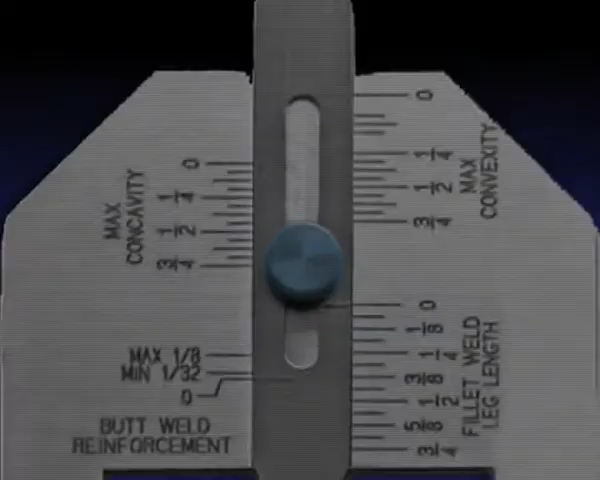 0
1/4
1/2
3/4
MAX
CONCAVITY
0
1/4
1/2
3/4
MAX
CONVEXITY
0
1/8
1/4
3/8
1/2
5/8
3/4
FILLET WELD
LEG LENGTH
MAX 1/8
MIN 1/32
0
BUTT WELD
REINFORCEMENT